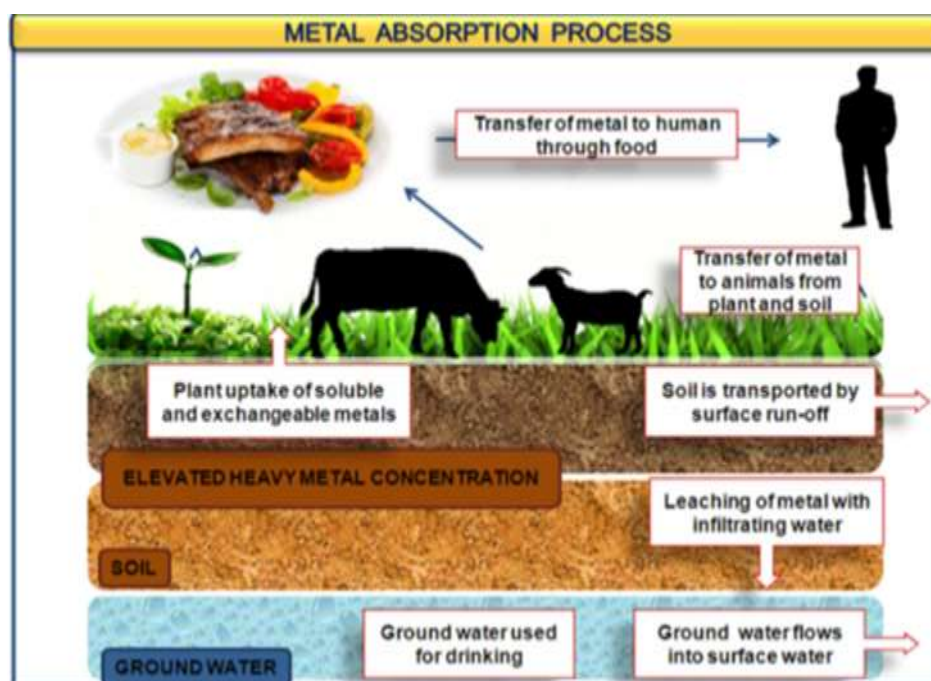 METAL ABSORPTION PROCESS
Transfer of metal to human
through food
Transfer of metal
to animals from
plant and soil
Plant uptake of soluble
and exchangeable metals
Soil is transported by
surface run-off
ELEVATED HEAVY METAL CONCENTRATION
Leaching of metal with
infiltrating water
SOIL
Ground water used
for drinking
Ground water flows
into surface water
GROUND WATER